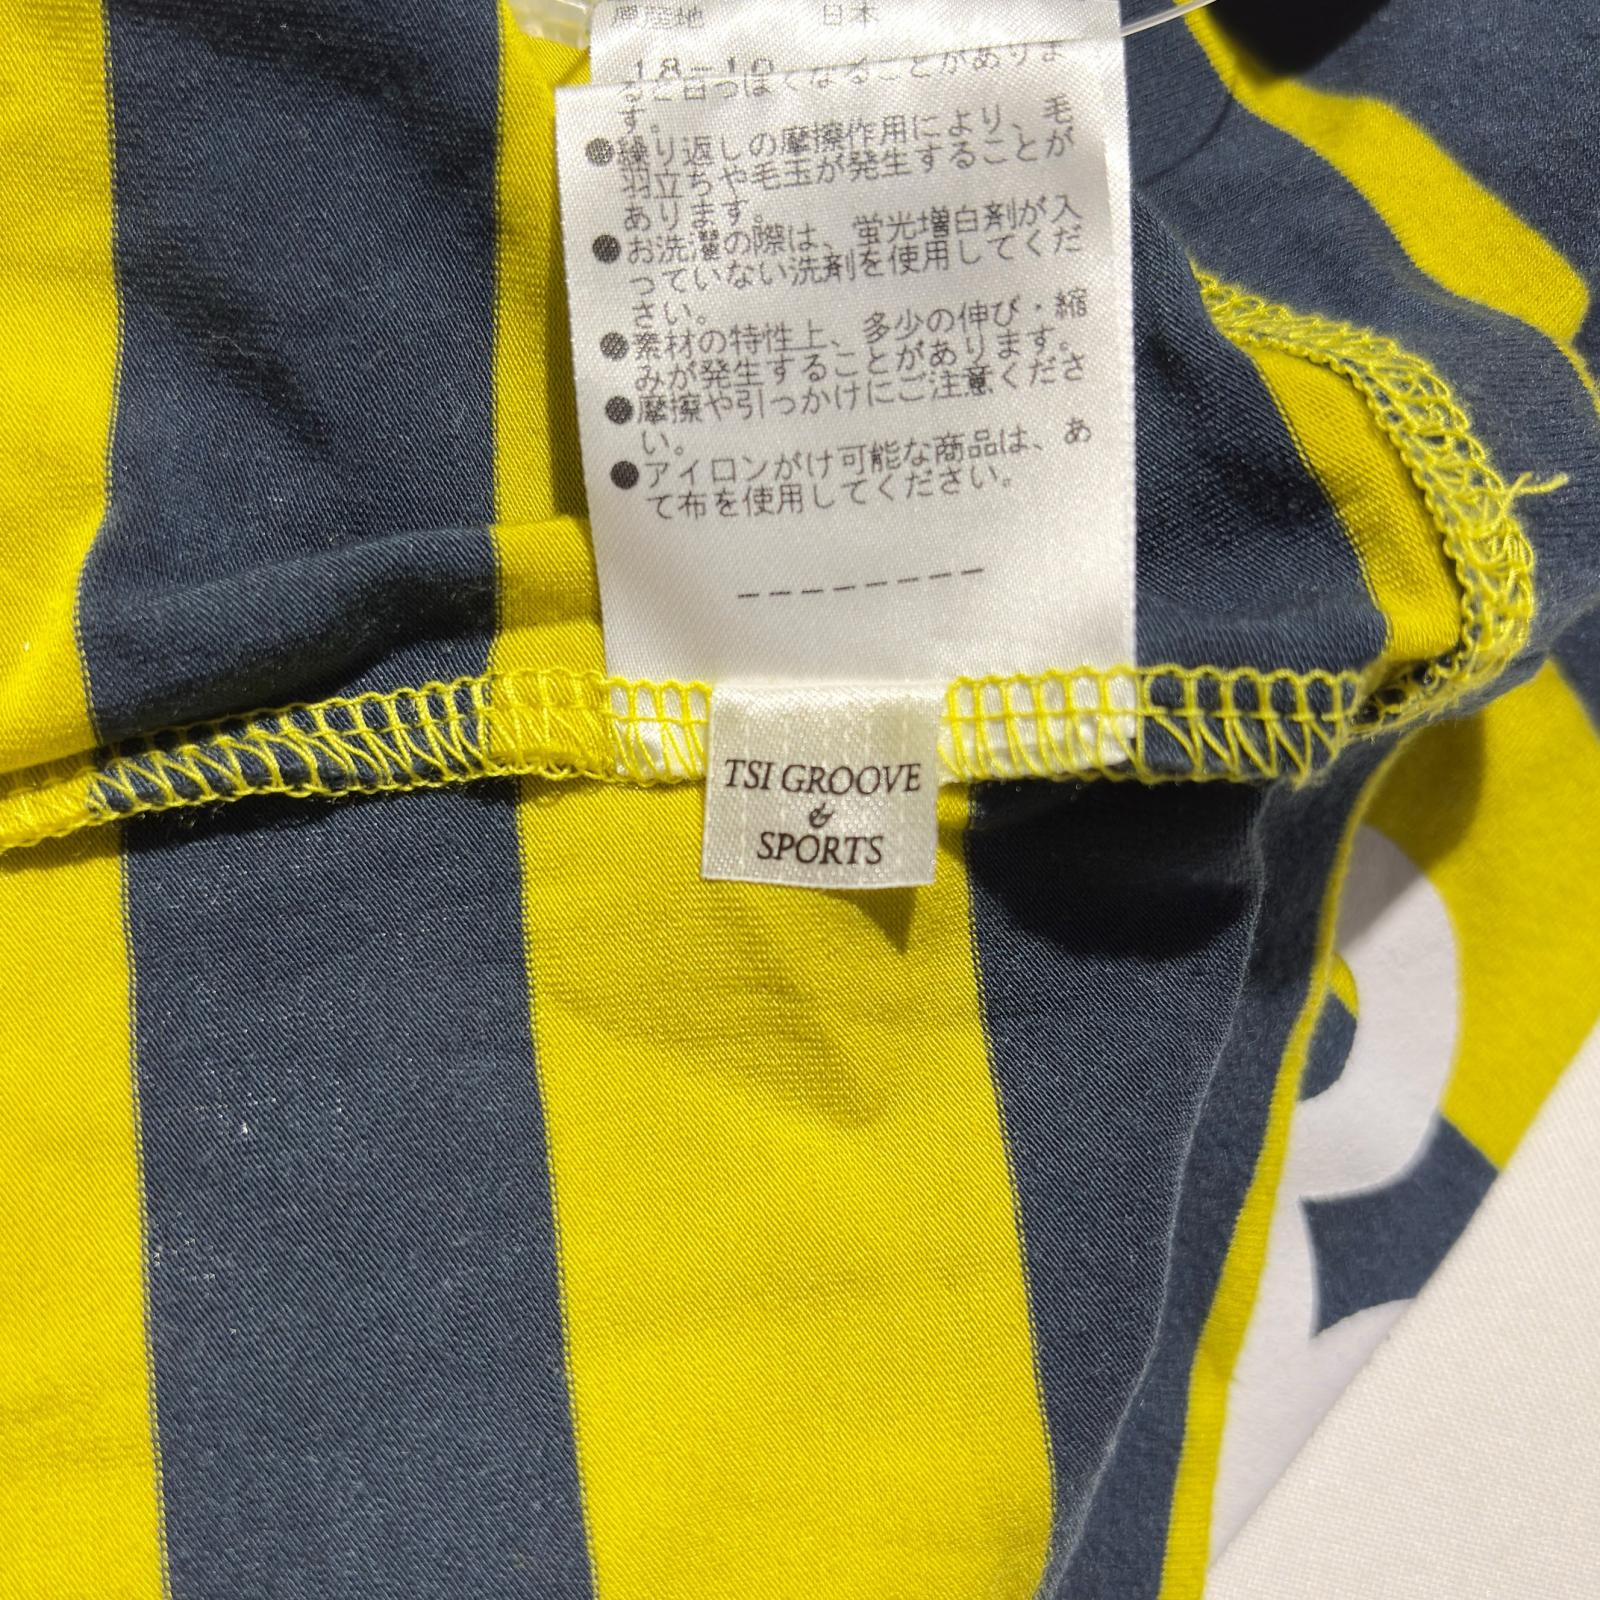 原産地 日本
18-10
ると白っぽくなることがありま
す。
●繰り返しの摩擦作用により、毛
羽立ちや毛玉が発生することが
あります。
●お洗濯の際は、蛍光増白剤が入
っていない洗剤を使用してくだ
さい。
●素材の特性上、多少の伸び・縮
みが発生することがあります。
●摩擦や引っかけにご注意くださ
い。
●アイロンがけ可能な商品は、あ
て布を使用してください。
--------
TSI GROOVE
&
SPORTS